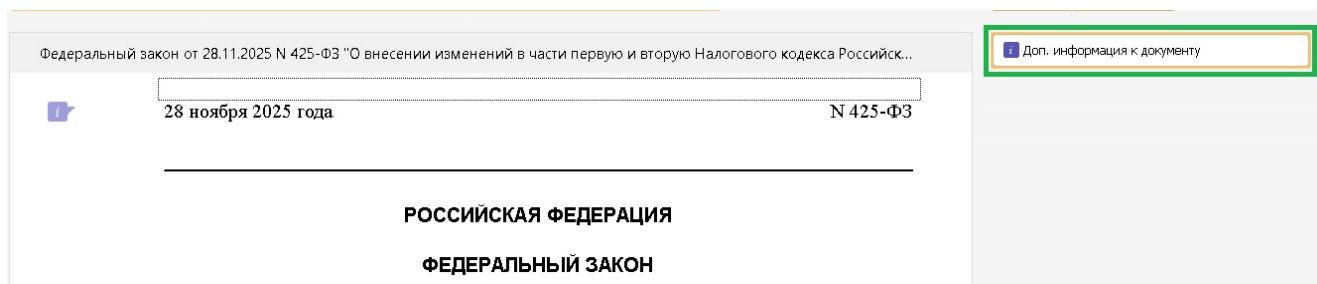 Федеральный закон от 28.11.2025 N 425-ФЗ "О внесении изменений в части первую и вторую Налогового кодекса Российск...
i Доп. информация к документу
i
28 ноября 2025 года N 425-ФЗ
РОССИЙСКАЯ ФЕДЕРАЦИЯ
ФЕДЕРАЛЬНЫЙ ЗАКОН